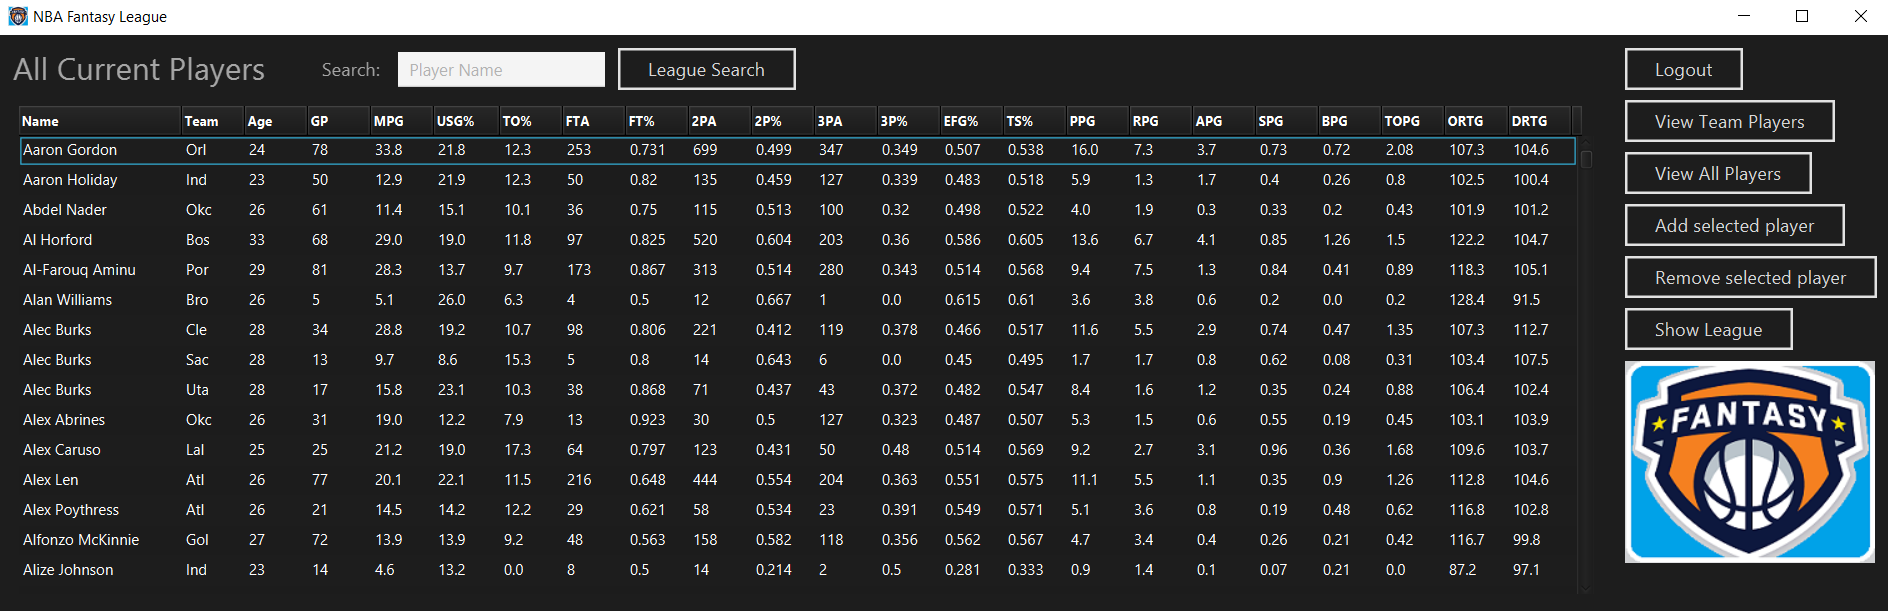 NBA Fantasy League
All Current Players Search: Player Name League Search Logout
View Team Players
View All Players
Add selected player
Remove selected player
Show League
FANTASY
Name Team Age GP MPG USG% TO% FTA FT% 2PA 2P% 3PA 3P% EFG% TS% PPG RPG APG SPG BPG TOPG ORTG DRTG
Aaron Gordon Orl 24 78 33.8 21.8 12.3 253 0.731 699 0.499 347 0.349 0.507 0.538 16.0 7.3 3.7 0.73 0.72 2.08 107.3 104.6
Aaron Holiday Ind 23 50 12.9 21.9 12.3 50 0.82 135 0.459 127 0.339 0.483 0.518 5.9 1.3 1.7 0.4 0.26 0.8 102.5 100.4
Abdel Nader Okc 26 61 11.4 15.1 10.1 36 0.75 115 0.513 100 0.32 0.498 0.522 4.0 1.9 0.3 0.33 0.2 0.43 101.9 101.2
Al Horford Bos 33 68 29.0 19.0 11.8 97 0.825 520 0.604 203 0.36 0.586 0.605 13.6 6.7 4.1 0.85 1.26 1.5 122.2 104.7
Al-Farouq Aminu Por 29 81 28.3 13.7 9.7 173 0.867 313 0.514 280 0.343 0.514 0.568 9.4 7.5 1.3 0.84 0.41 0.89 118.3 105.1
Alan Williams Bro 26 5 5.1 26.0 6.3 4 0.5 12 0.667 1 0.0 0.615 0.61 3.6 3.8 0.6 0.2 0.0 0.2 128.4 91.5
Alec Burks Cle 28 34 28.8 19.2 10.7 98 0.806 221 0.412 119 0.378 0.466 0.517 11.6 5.5 2.9 0.74 0.47 1.35 107.3 112.7
Alec Burks Sac 28 13 9.7 8.6 15.3 5 0.8 14 0.643 6 0.0 0.45 0.495 1.7 1.7 0.8 0.62 0.08 0.31 103.4 107.5
Alec Burks Uta 28 17 15.8 23.1 10.3 38 0.868 71 0.437 43 0.372 0.482 0.547 8.4 1.6 1.2 0.35 0.24 0.88 106.4 102.4
Alex Abrines Okc 26 31 19.0 12.2 7.9 13 0.923 30 0.5 127 0.323 0.487 0.507 5.3 1.5 0.6 0.55 0.19 0.45 103.1 103.9
Alex Caruso Lal 25 25 21.2 19.0 17.3 64 0.797 123 0.431 50 0.48 0.514 0.569 9.2 2.7 3.1 0.96 0.36 1.68 109.6 103.7
Alex Len Atl 26 77 20.1 22.1 11.5 216 0.648 444 0.554 204 0.363 0.551 0.575 11.1 5.5 1.1 0.35 0.9 1.26 112.8 104.6
Alex Poythress Atl 26 21 14.5 14.2 12.2 29 0.621 58 0.534 23 0.391 0.549 0.571 5.1 3.6 0.8 0.19 0.48 0.62 116.8 102.8
Alfonzo McKinnie Gol 27 72 13.9 13.9 9.2 48 0.563 158 0.582 118 0.356 0.562 0.567 4.7 3.4 0.4 0.26 0.21 0.42 116.7 99.8
Alize Johnson Ind 23 14 4.6 13.2 0.0 8 0.5 14 0.214 2 0.5 0.281 0.333 0.9 1.4 0.1 0.07 0.21 0.0 87.2 97.1